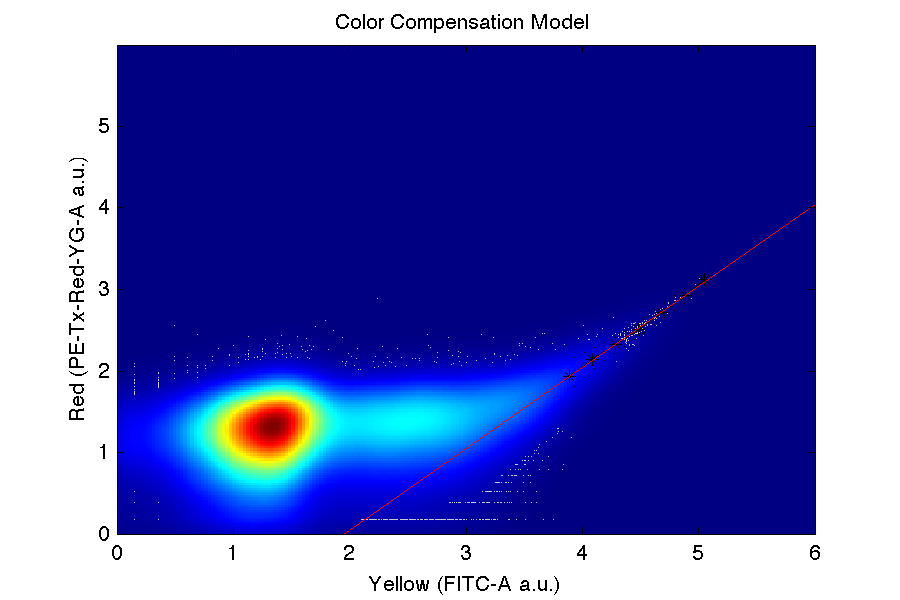 Color Compensation Model
Red (PE-Tx-Red-YG-A a.u.)
5
4
3
2
1
0
0 1 2 3 4 5 6
Yellow (FITC-A a.u.)